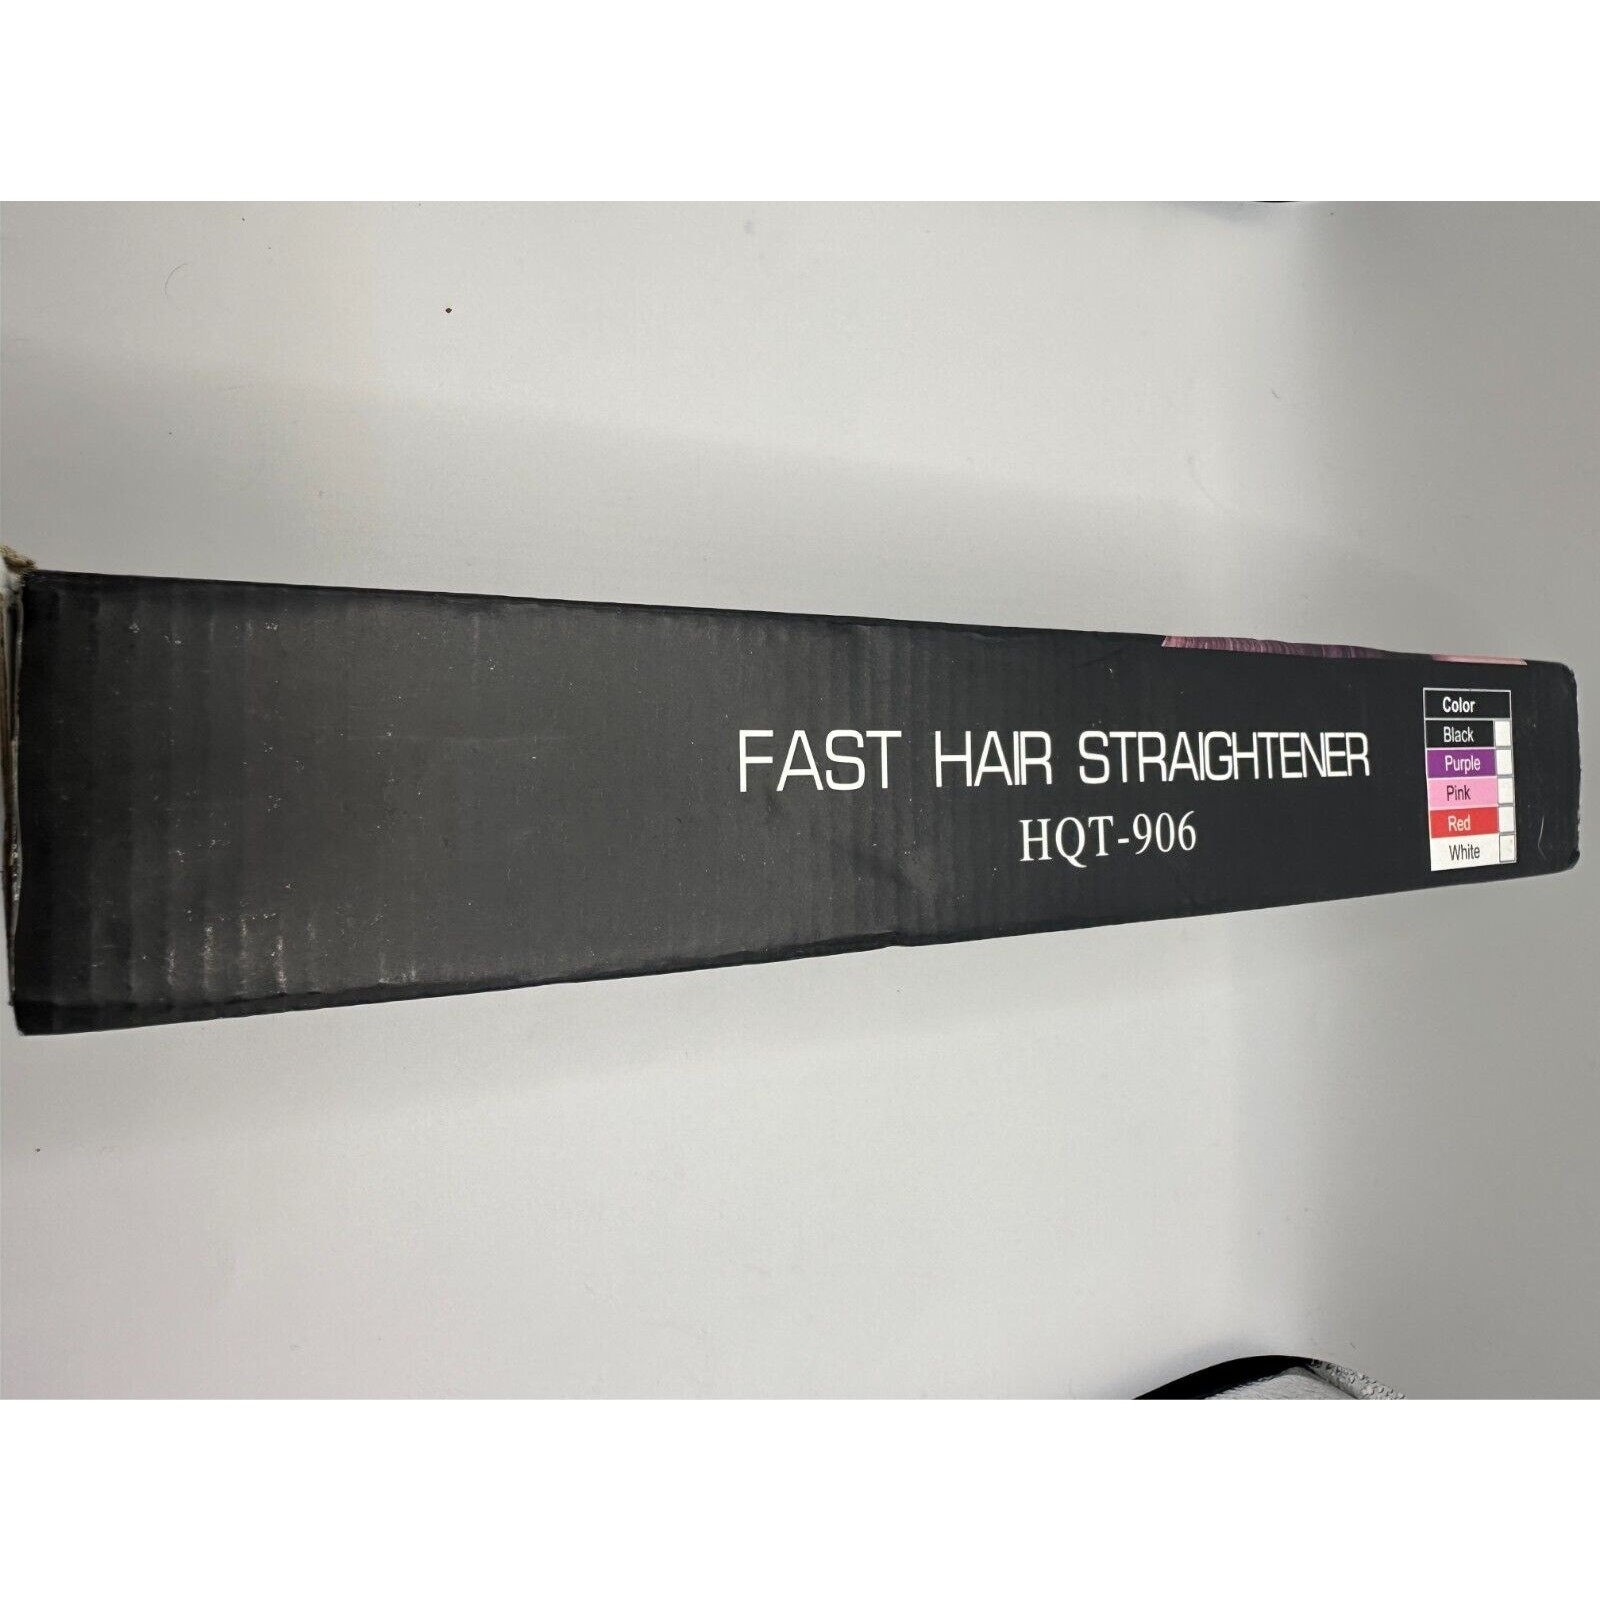 FAST HAIR STRAIGHTENER
HQT-906
Color
Black
Purple
Pink
Red
White